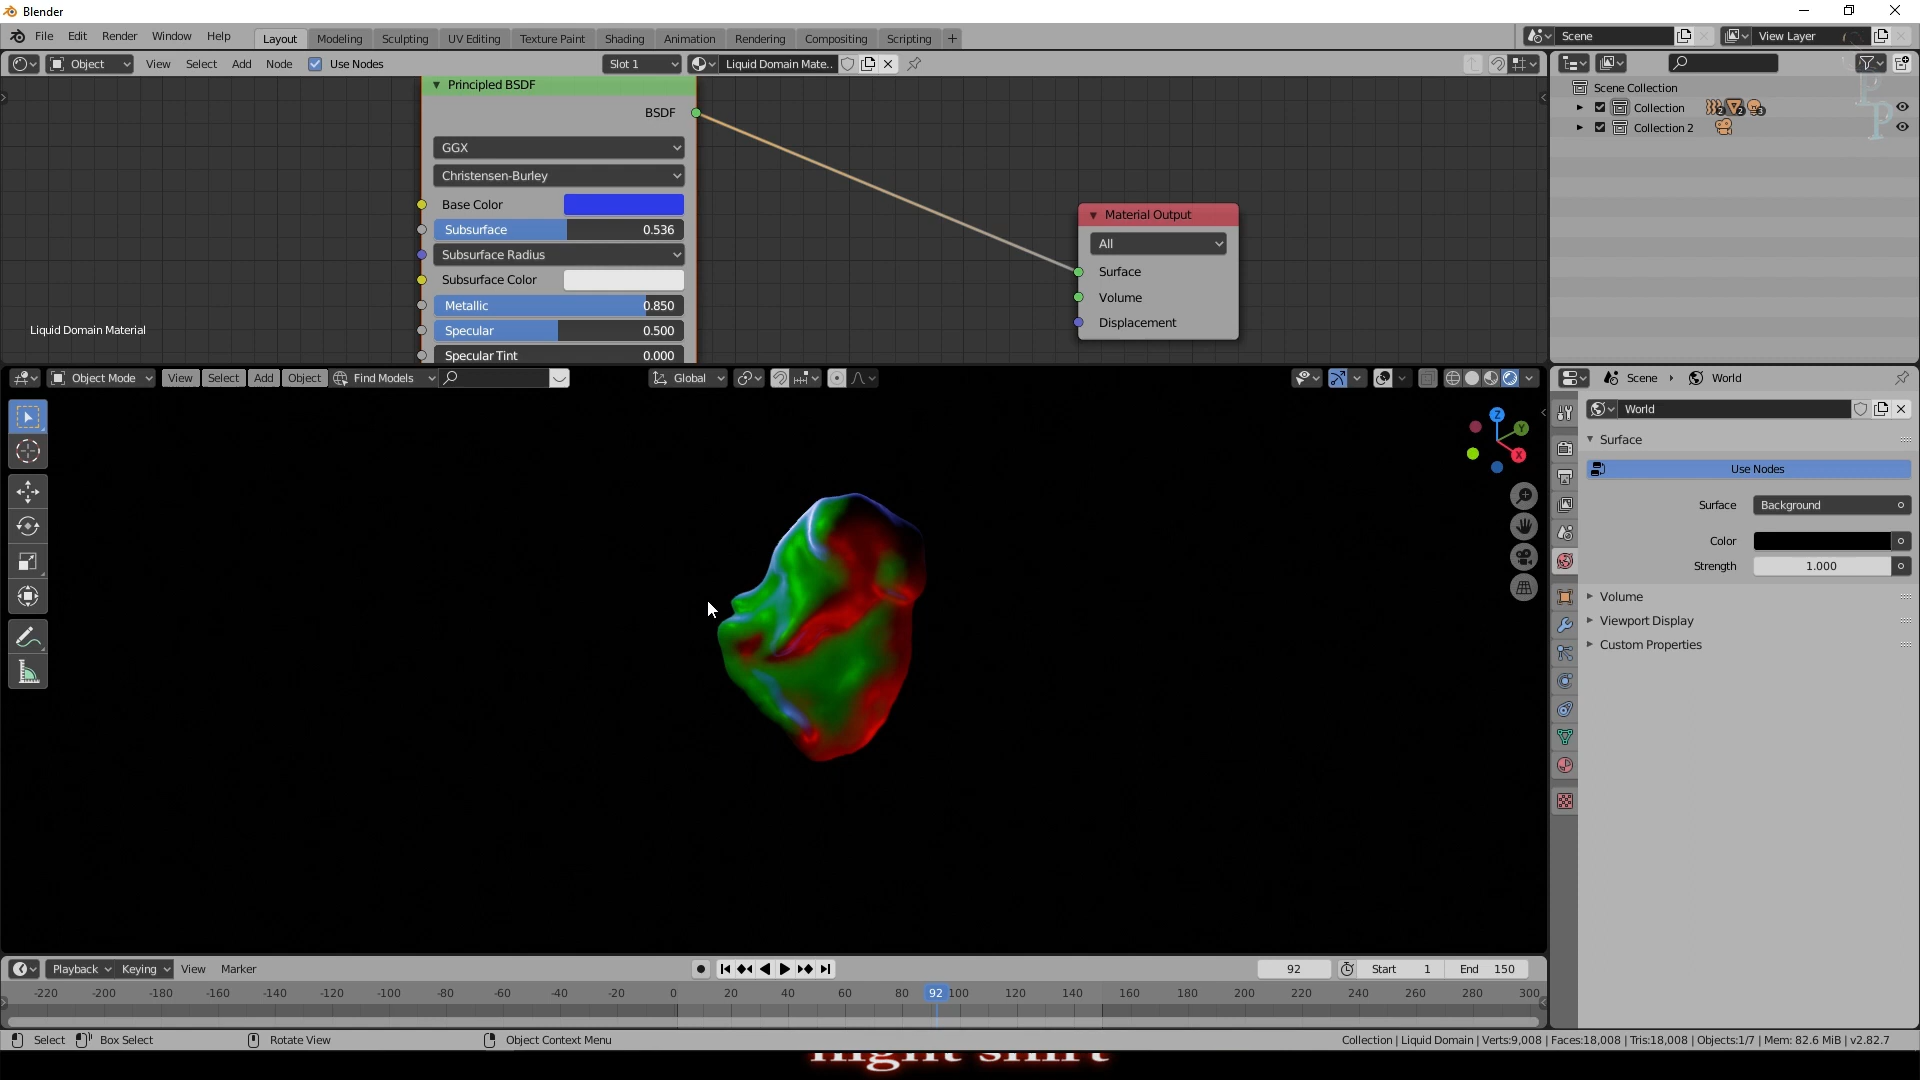 Blender
File Edit Render Window Help Layout Modeling Sculpting UV Editing Texture Paint Shading Animation Rendering Compositing Scripting + Scene View Layer
Object View Select Add Node Use Nodes Slot 1 Liquid Domain Mate..
Scene Collection
Collection 2 2 3
Collection 2
Principled BSDF
BSDF
GGX
Christensen-Burley
Base Color
Subsurface 0.536
Subsurface Radius
Subsurface Color
Metallic 0.850
Specular 0.500
Specular Tint 0.000
Material Output
All
Surface
Volume
Displacement
Liquid Domain Material
Object Mode View Select Add Object Find Models Global
Z
Y
X
Scene World
World
Surface
Use Nodes
Surface Background
Color
Strength 1.000
Volume
Viewport Display
Custom Properties
P
P
Playback Keying View Marker 92 Start 1 End 150
-220 -200 -180 -160 -140 -120 -100 -80 -60 -40 -20 0 20 40 60 80 92 100 120 140 160 180 200 220 240 260 280 300
Select Box Select Rotate View Object Context Menu Collection | Liquid Domain | Verts:9,008 | Faces:18,008 | Tris:18,008 | Objects:1/7 | Mem: 82.6 MiB | v2.82.7
night shift